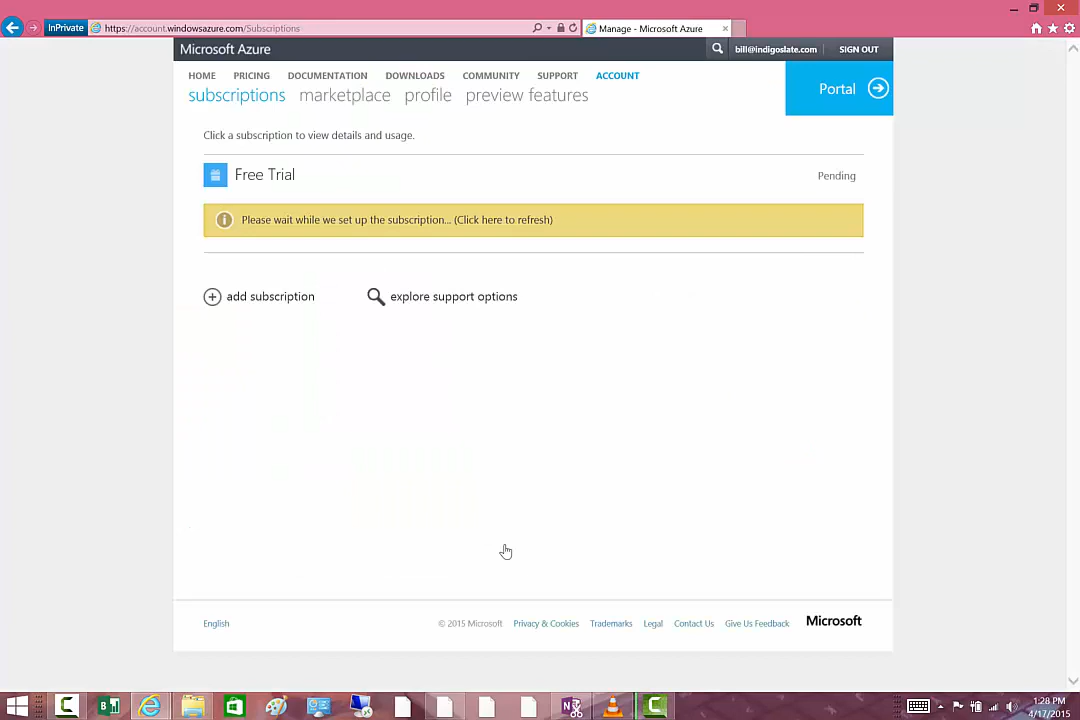 InPrivate https://account.windowsazure.com/Subscriptions Manage - Microsoft Azure
Microsoft Azure bill@indigoslate.com SIGN OUT
HOME PRICING DOCUMENTATION DOWNLOADS COMMUNITY SUPPORT ACCOUNT
subscriptions marketplace profile preview features
Portal
Click a subscription to view details and usage.
Free Trial Pending
Please wait while we set up the subscription... (Click here to refresh)
add subscription explore support options
English © 2015 Microsoft Privacy & Cookies Trademarks Legal Contact Us Give Us Feedback Microsoft
1:28 PM
4/17/2015